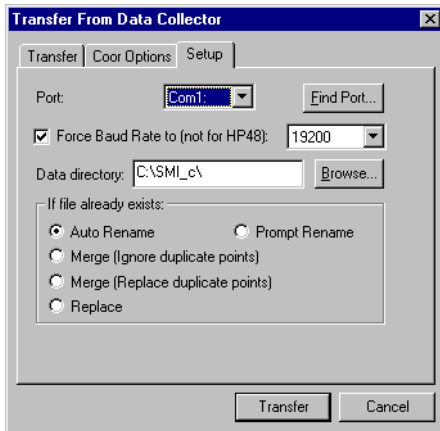 Transfer From Data Collector
Transfer Coor Options Setup
Port: Com1: Find Port...
Force Baud Rate to (not for HP48): 19200
Data directory: C:\SMI_c\ Browse...
If file already exists:
Auto Rename Prompt Rename
Merge (Ignore duplicate points)
Merge (Replace duplicate points)
Replace
Transfer Cancel